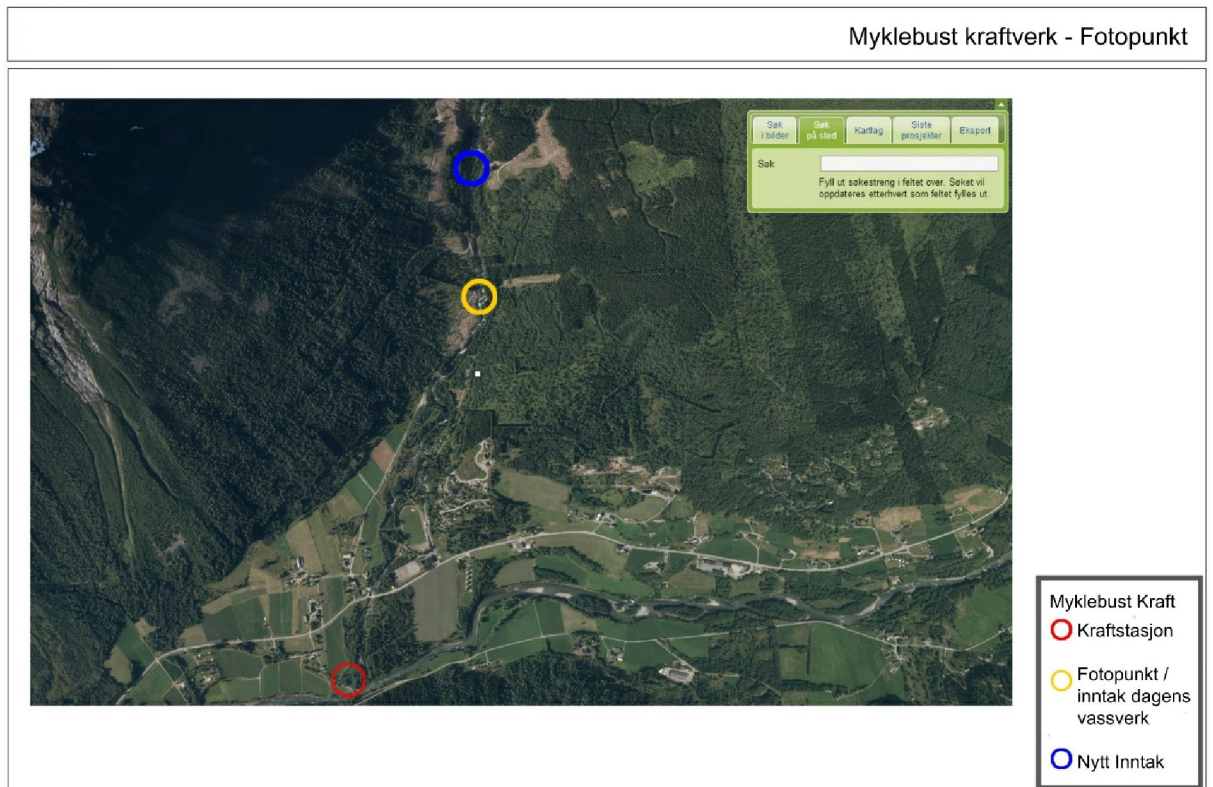 Myklebust kraftverk - Fotopunkt
Søk
i bilder
Søk
på sted
Kartlag
Siste
prosjekter
Eksport
Søk
Fyll ut søkestreng i feltet over. Søket vil
oppdateres etterhvert som feltet fylles ut.
Myklebust Kraft
Kraftstasjon
Fotopunkt /
inntak dagens
vassverk
Nytt Inntak